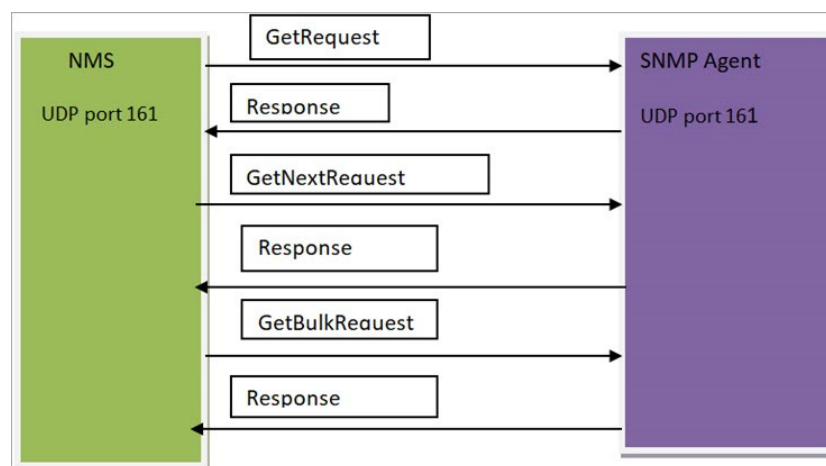 GetRequest
NMS
SNMP Agent
UDP port 161
Response
UDP port 161
GetNextRequest
Response
GetBulkRequest
Response